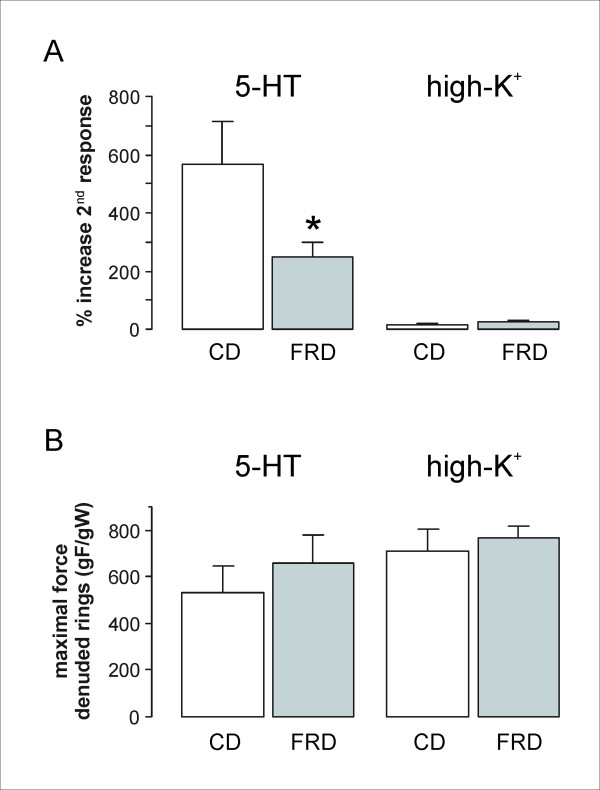 A
5-HT high-K⁺
% increase 2ⁿᵈ response
800
600
400
200
0
*
CD FRD CD FRD
B
5-HT high-K⁺
maximal force
denuded rings (gF/gW)
800
600
400
200
0
CD FRD CD FRD